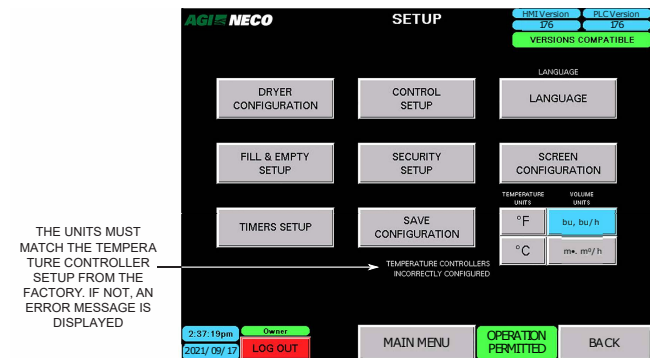 AGI NECO
SETUP
HMI Version
176
PLC Version
176
VERSIONS COMPATIBLE
DRYER
CONFIGURATION
CONTROL
SETUP
LANGUAGE
LANGUAGE
FILL & EMPTY
SETUP
SECURITY
SETUP
SCREEN
CONFIGURATION
TIMERS SETUP
SAVE
CONFIGURATION
TEMPERATURE
UNITS
VOLUME
UNITS
°F
bu, bu/h
°C
m•. mº/h
TEMPERATURE CONTROLLERS
INCORRECTLY CONFIGURED
THE UNITS MUST
MATCH THE TEMPERA
TURE CONTROLLER
SETUP FROM THE
FACTORY. IF NOT, AN
ERROR MESSAGE IS
DISPLAYED
2:37:19pm
2021/09/17
Owner
LOG OUT
MAIN MENU
OPERATION
PERMITTED
BACK